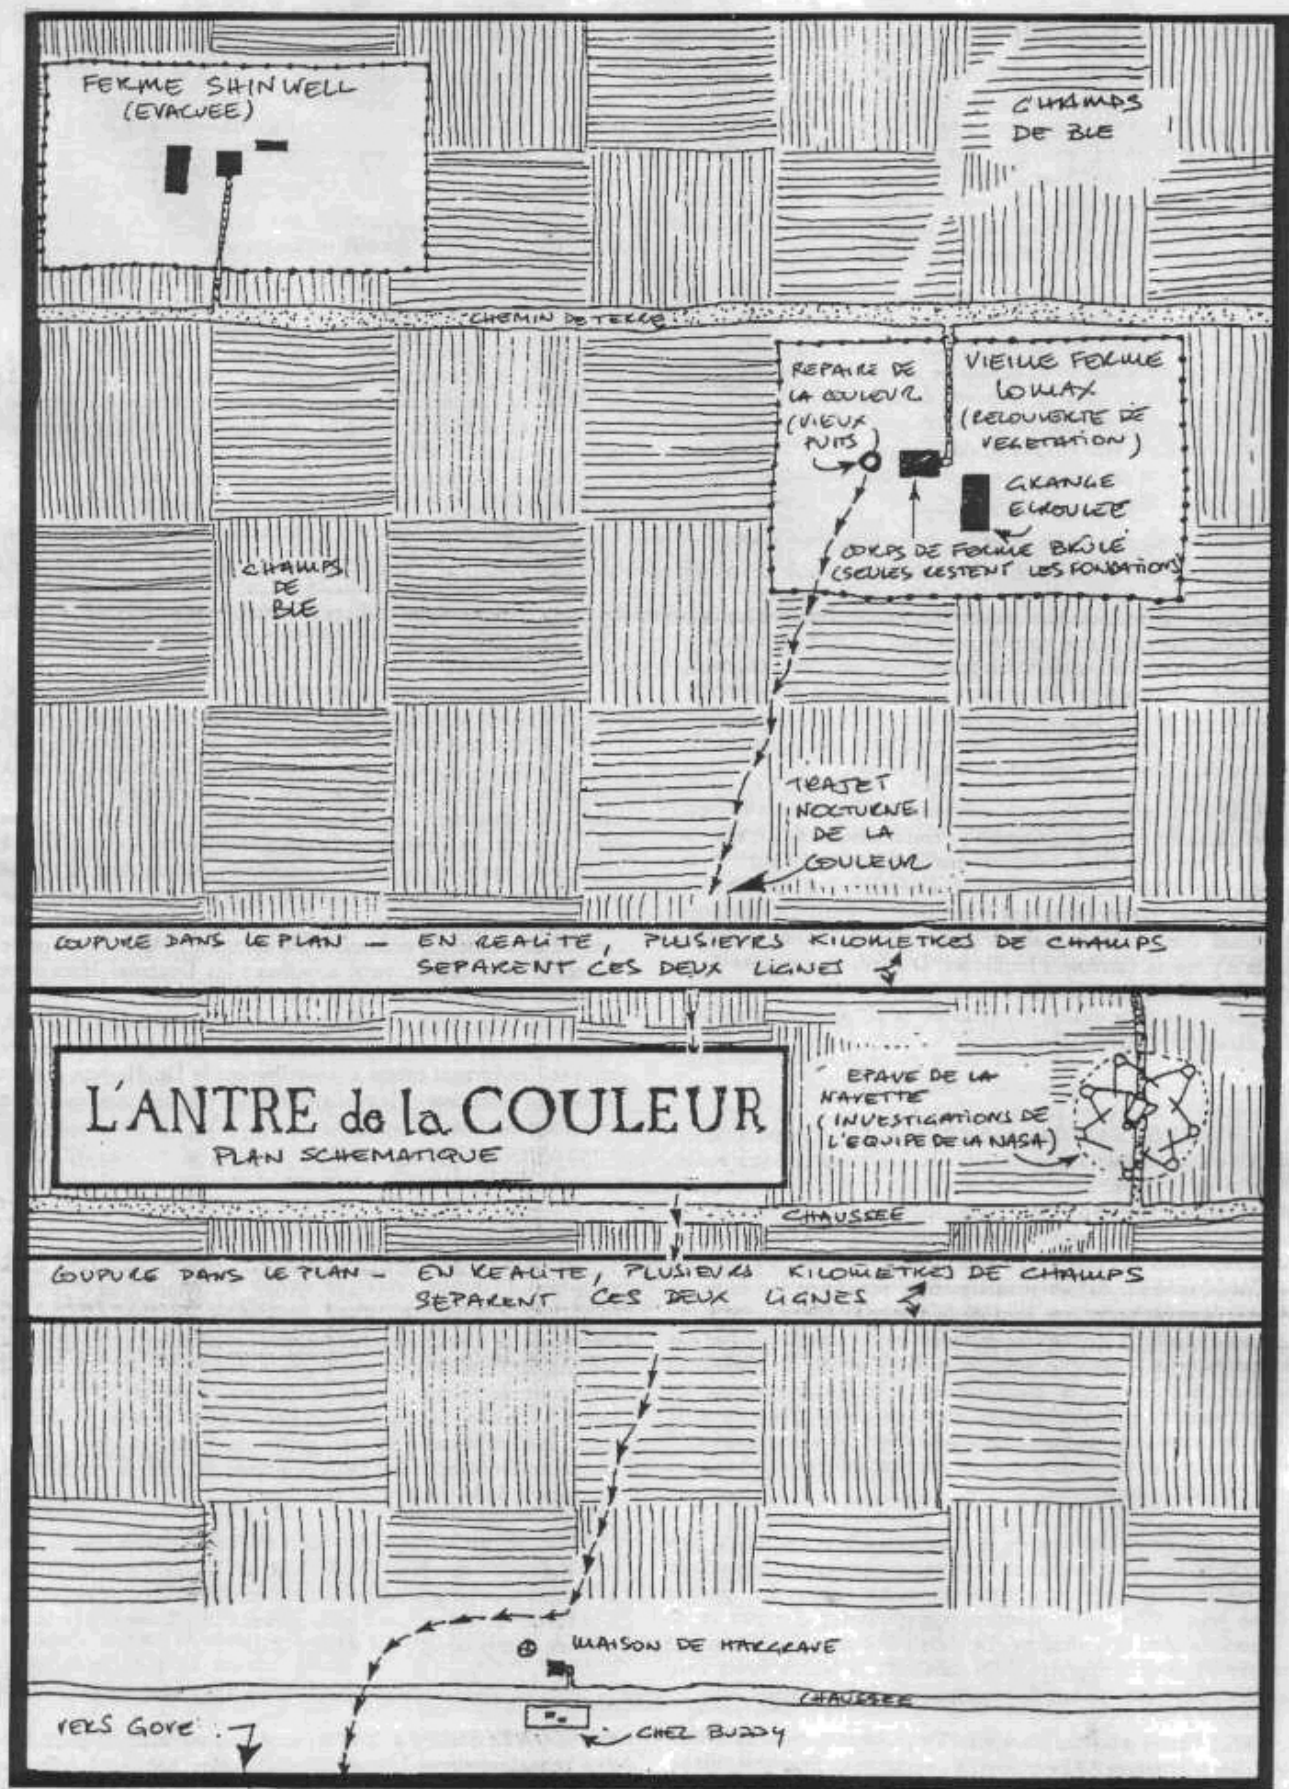 FERME SHINWELL
(EVACUEE)
CHAMPS
DE BLE
CHEMIN DE TERRE
REPAIRE DE
LA COULEUR
(VIEUX
PUITS)
VIEILLE FERME
LOMAX
(RECOUVERTE DE
VEGETATION)
GRANGE
ECROULEE
CORPS DE FERME BRÛLE
(SEULES RESTENT LES FONDATIONS)
CHAMPS
DE
BLE
TRAJET
NOCTURNE
DE LA
COULEUR
COUPURE DANS LE PLAN - EN REALITE, PLUSIEURS KILOMETRES DE CHAMPS
SEPARENT CES DEUX LIGNES
L'ANTRE de la COULEUR
PLAN SCHEMATIQUE
EPAVE DE LA
NAVETTE
(INVESTIGATIONS DE
L'EQUIPE DE LA NASA)
CHAUSSEE
COUPURE DANS LE PLAN - EN REALITE, PLUSIEURS KILOMETRES DE CHAMPS
SEPARENT CES DEUX LIGNES
MAISON DE HARGRAVE
CHAUSSEE
VERS GOVE
CHEZ BUDDY